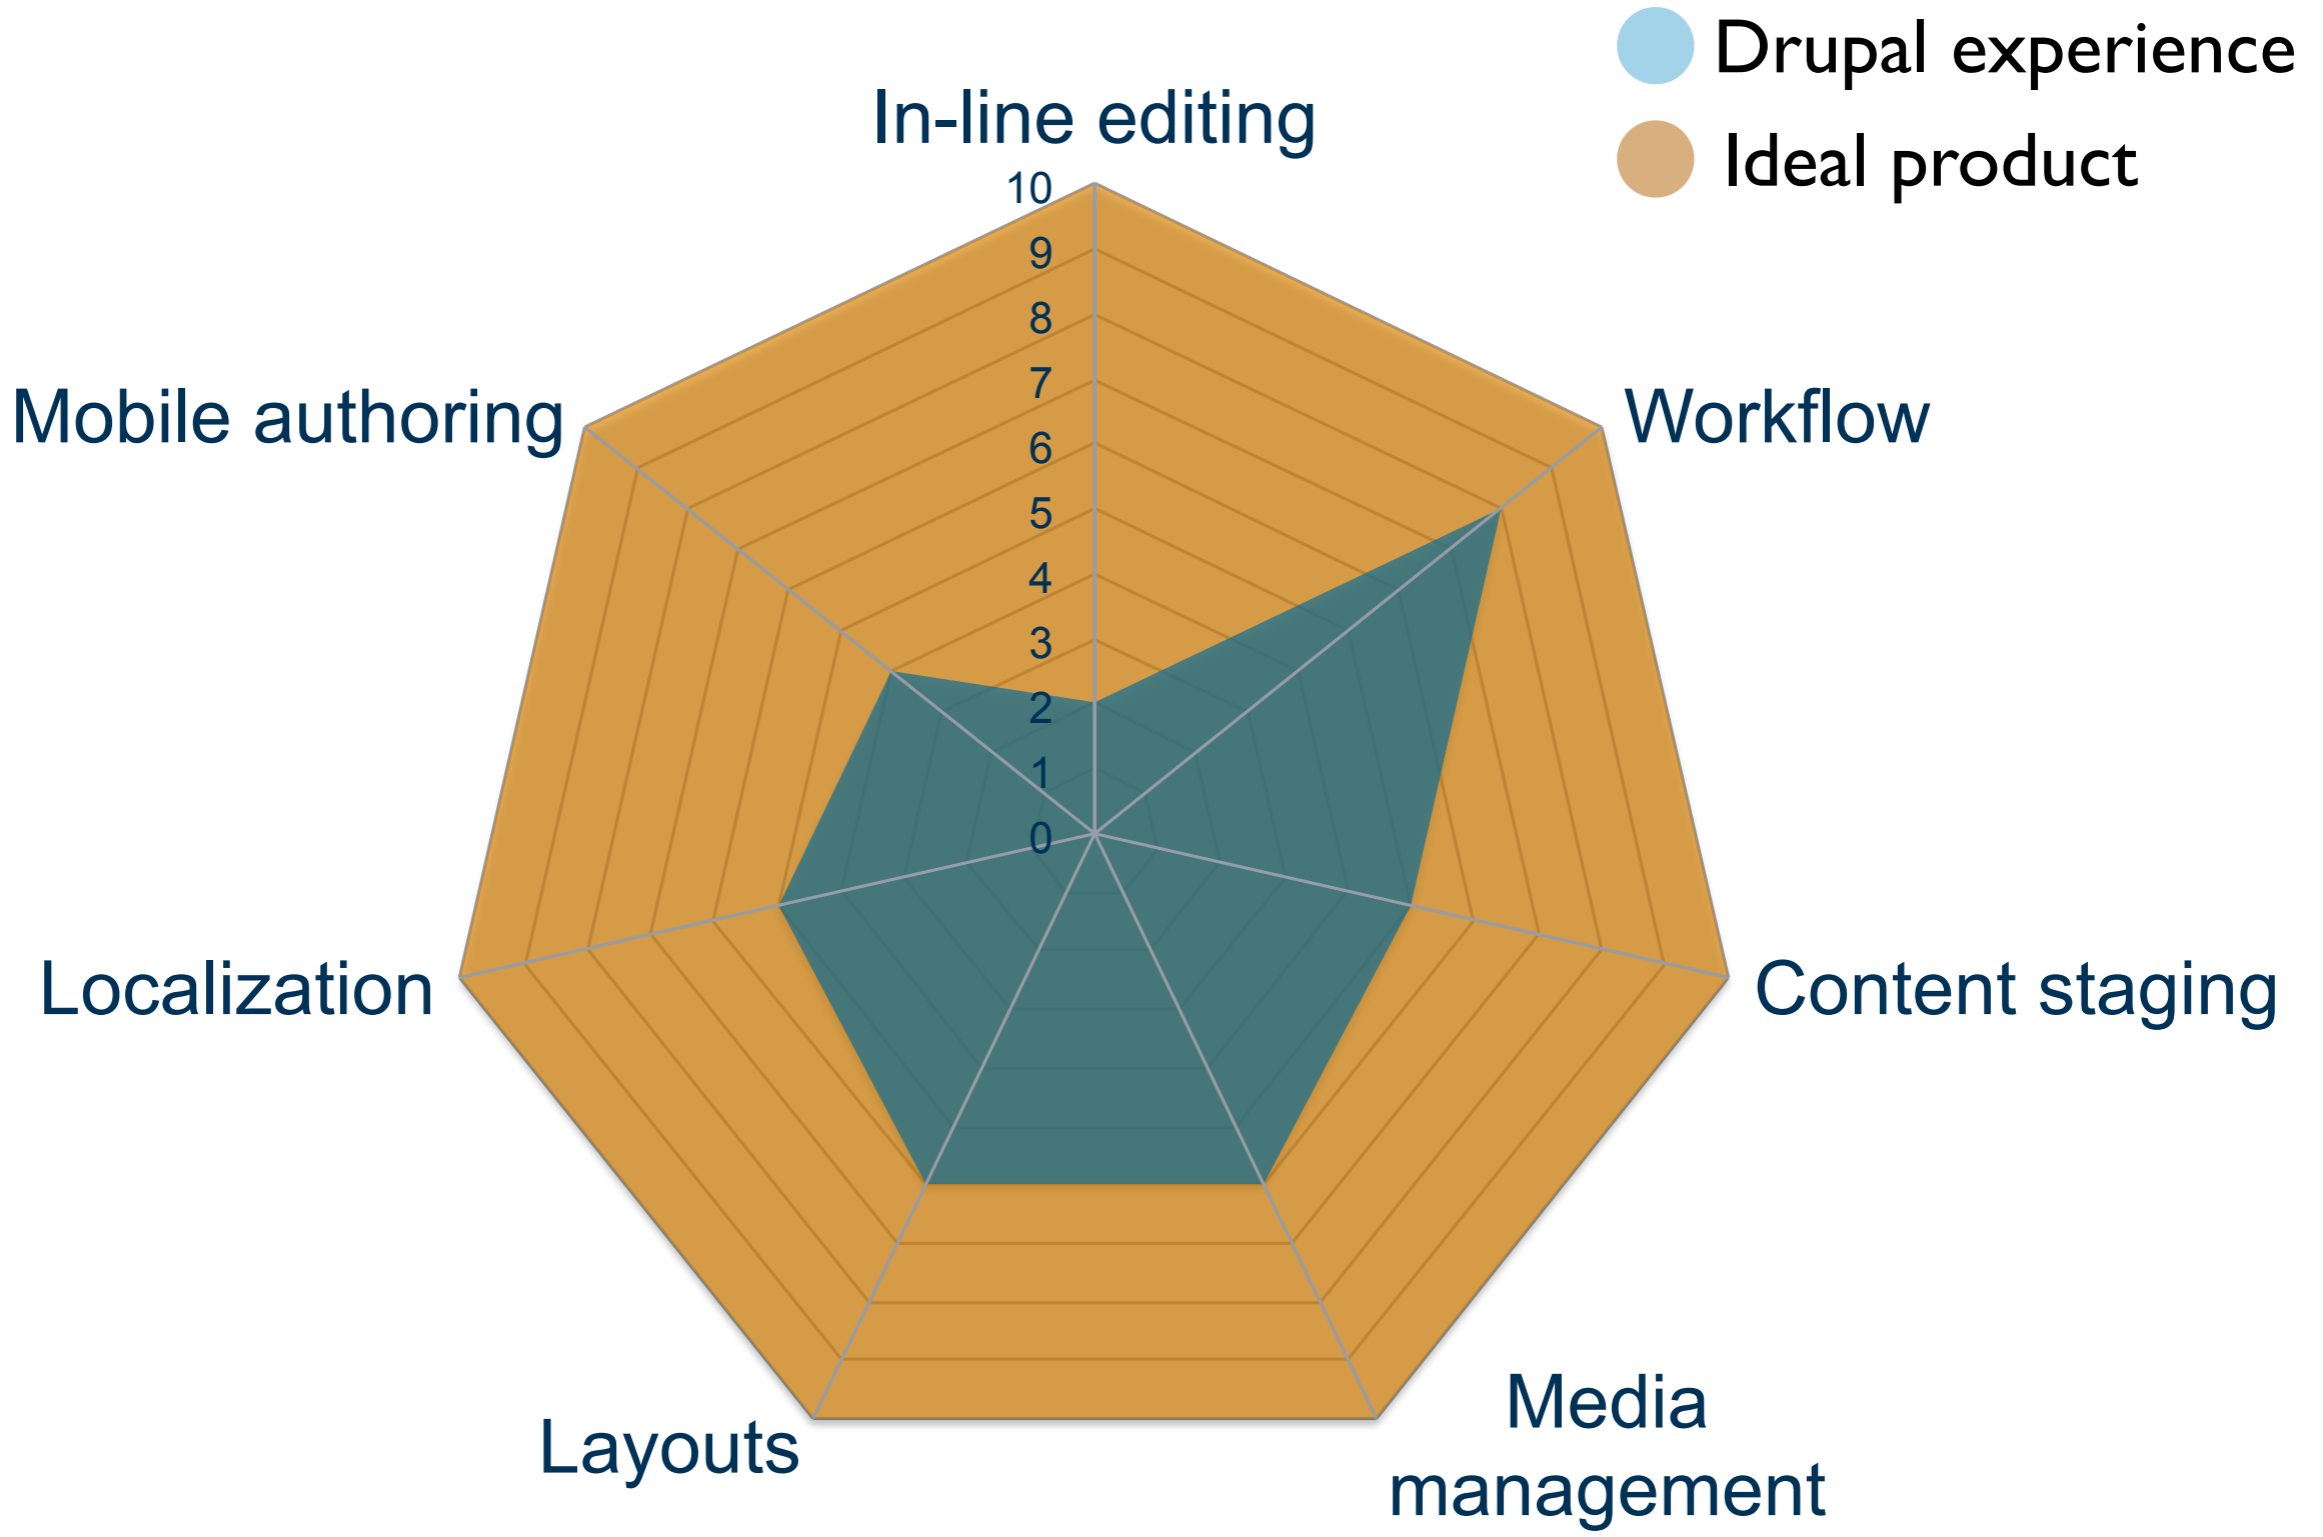 Drupal experience
Ideal product
In-line editing
10
9
8
7
6
5
4
3
2
1
0
Mobile authoring
Workflow
Localization
Content staging
Layouts
Media
management